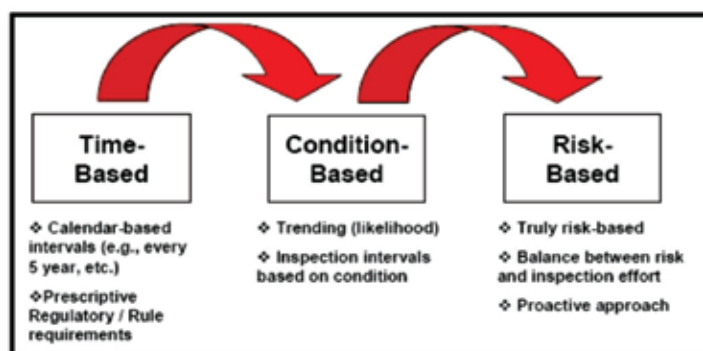 Time-
Based
❖ Calendar-based
intervals (e.g., every
5 year, etc.)
❖Prescriptive
Regulatory / Rule
requirements
Condition-
Based
❖ Trending (likelihood)
❖ Inspection intervals
based on condition
Risk-
Based
❖ Truly risk-based
❖ Balance between risk
and inspection effort
❖ Proactive approach